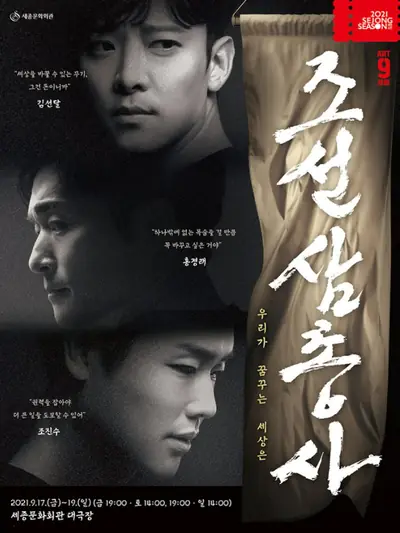 세종문화회관
2021
SEJONG
SEASON
ART
9
"세상을 바꿀 수 있는 무기,
그건 돈이니까"
김선달
"하나밖에 없는 목숨을 걸 만큼
꼭 바꾸고 싶은 거야"
홍경래
"권력을 잡아야
더 큰 일을 도모할 수 있어"
조진수
조선삼총사
우리가 꿈꾸는 세상은
2021.9.17.(금)~19.(일) (금 19:00 · 토 14:00, 19:00 · 일 14:00)
세종문화회관 대극장